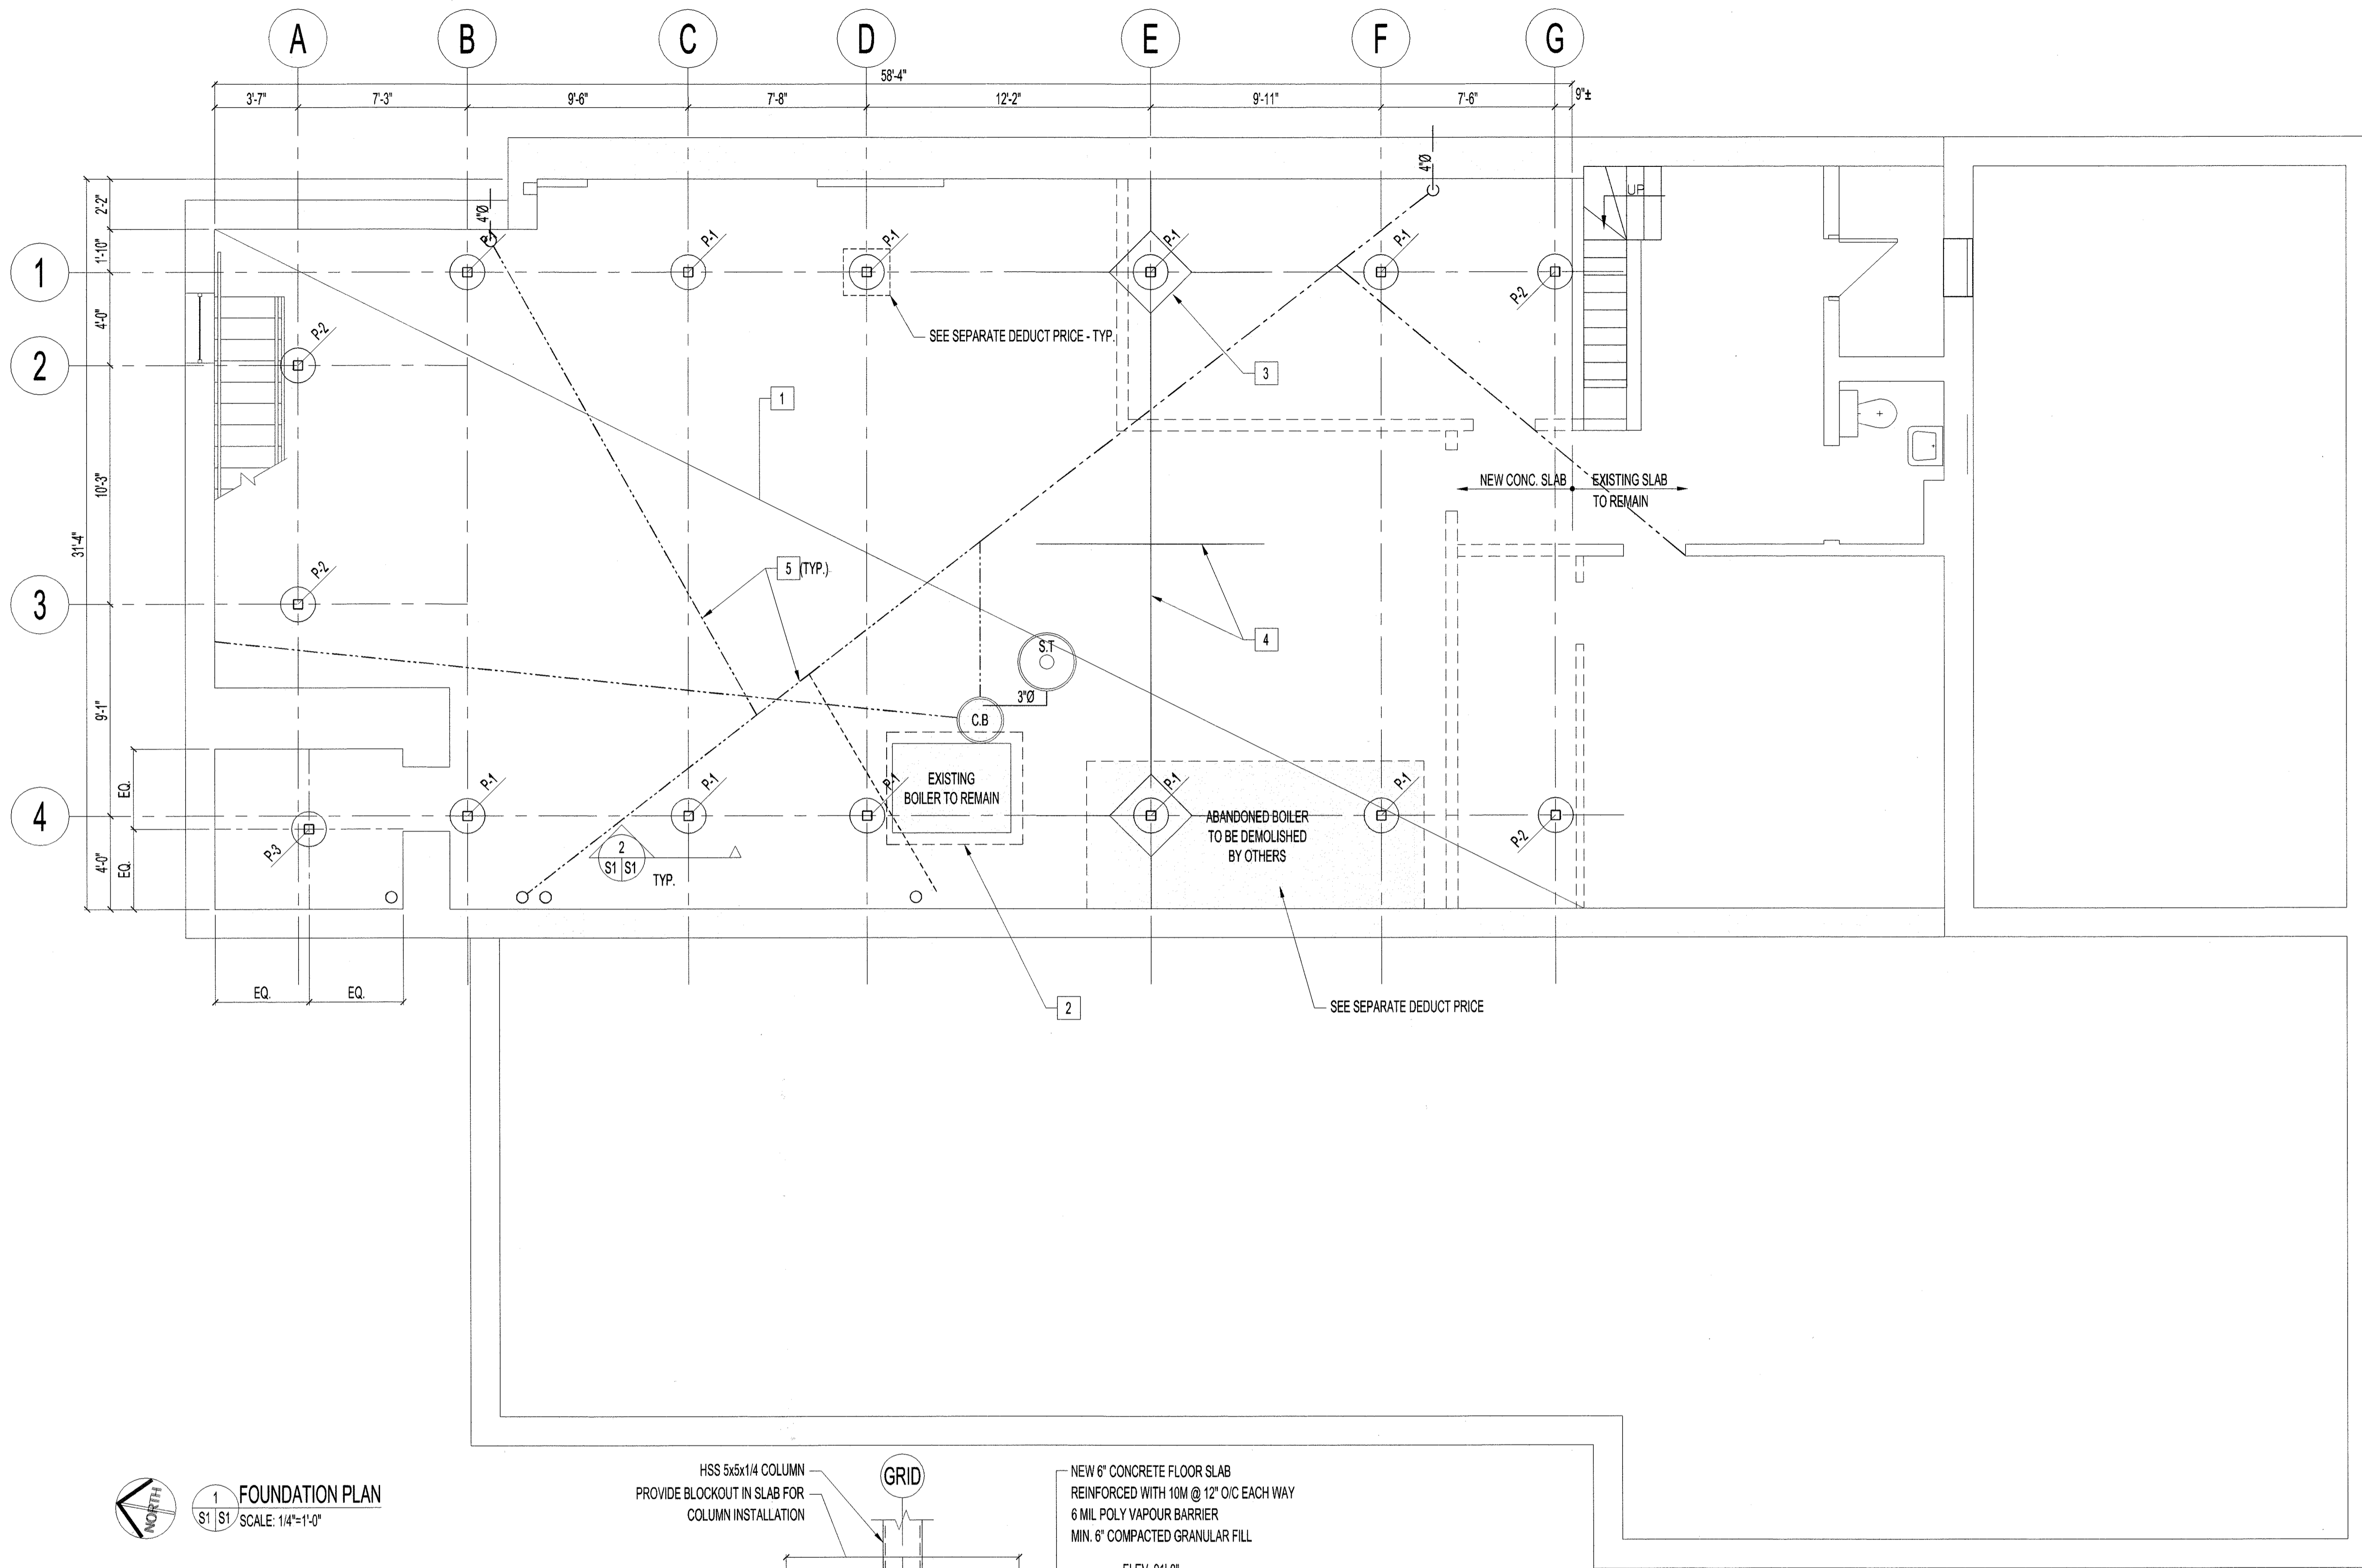 A B C D E F G
58'-4"
3'-7" 7'-3" 9'-6" 7'-8" 12'-2" 9'-11" 7'-6" 9"±
4"Ø
UP
2'-2"
4"Ø
1'-10"
P-1 P-1 P-1 P-1 P-1
1
P-2
4'-0"
P-2
SEE SEPARATE DEDUCT PRICE - TYP.
2
3
1
10'-3"
NEW CONC. SLAB EXISTING SLAB
TO REMAIN
31'-4"
5 (TYP.)
P-2
3
4
S.T
3"Ø
9'-1"
C.B
EXISTING
BOILER TO REMAIN
EQ.
P-1 P-1 P-1 P-1 P-1
4
ABANDONED BOILER
TO BE DEMOLISHED
BY OTHERS
P-2
P-3
2
S1 S1
TYP.
4'-0"
EQ.
EQ. EQ.
2
SEE SEPARATE DEDUCT PRICE
NORTH
1
S1 S1
FOUNDATION PLAN
SCALE: 1/4"=1'-0"
HSS 5x5x1/4 COLUMN
PROVIDE BLOCKOUT IN SLAB FOR
COLUMN INSTALLATION
GRID
NEW 6" CONCRETE FLOOR SLAB
REINFORCED WITH 10M @ 12" O/C EACH WAY
6 MIL POLY VAPOUR BARRIER
MIN. 6" COMPACTED GRANULAR FILL